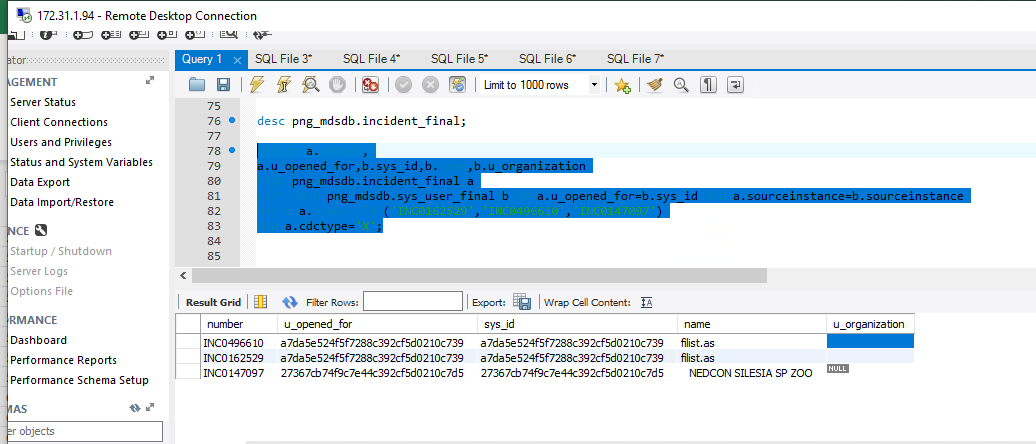 172.31.1.94 - Remote Desktop Connection
ator:
Query 1 × SQL File 3* SQL File 4* SQL File 5* SQL File 6* SQL File 7*
AGEMENT
Server Status
Client Connections
Users and Privileges
Status and System Variables
Data Export
Data Import/Restore
NCE
Startup / Shutdown
Server Logs
Options File
ORMANCE
Dashboard
Performance Reports
Performance Schema Setup
MAS
er objects
Limit to 1000 rows
75
76 desc png_mdsdb.incident_final;
77
78 a. ,
79 a.u_opened_for,b.sys_id,b. ,b.u_organization
80 png_mdsdb.incident_final a
81 png_mdsdb.sys_user_final b a.u_opened_for=b.sys_id a.sourceinstance=b.sourceinstance
82 a. ('INC0162529','INC0496610','INC0147097')
83 a.cdctype='X';
84
85
Result Grid Filter Rows: Export: Wrap Cell Content:
number u_opened_for sys_id name u_organization
INC0496610 a7da5e524f5f7288c392cf5d0210c739 a7da5e524f5f7288c392cf5d0210c739 filist.as
INC0162529 a7da5e524f5f7288c392cf5d0210c739 a7da5e524f5f7288c392cf5d0210c739 filist.as
INC0147097 27367cb74f9c7e44c392cf5d0210c7d5 27367cb74f9c7e44c392cf5d0210c7d5 NEDCON SILESIA SP ZOO NULL